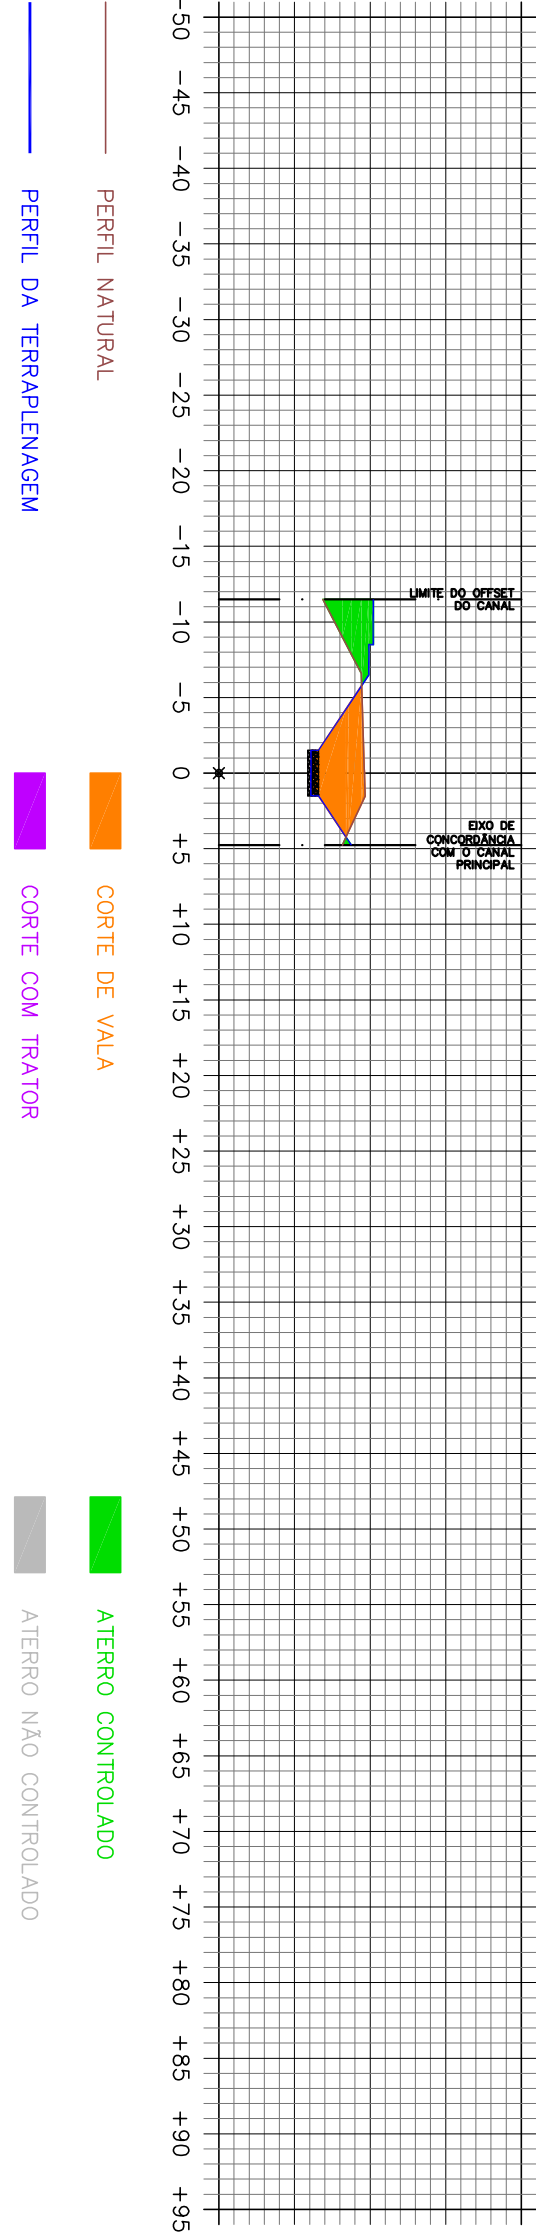 LIMITE DO OFFSET
DO CANAL
EIXO DE
CONCORDÂNCIA
COM O CANAL
PRINCIPAL
-50 -45 -40 -35 -30 -25 -20 -15 -10 -5 0 +5 +10 +15 +20 +25 +30 +35 +40 +45 +50 +55 +60 +65 +70 +75 +80 +85 +90 +95
PERFIL NATURAL
CORTE DE VALA
ATERRO CONTROLADO
PERFIL DA TERRAPLENAGEM
CORTE COM TRATOR
ATERRO NÃO CONTROLADO